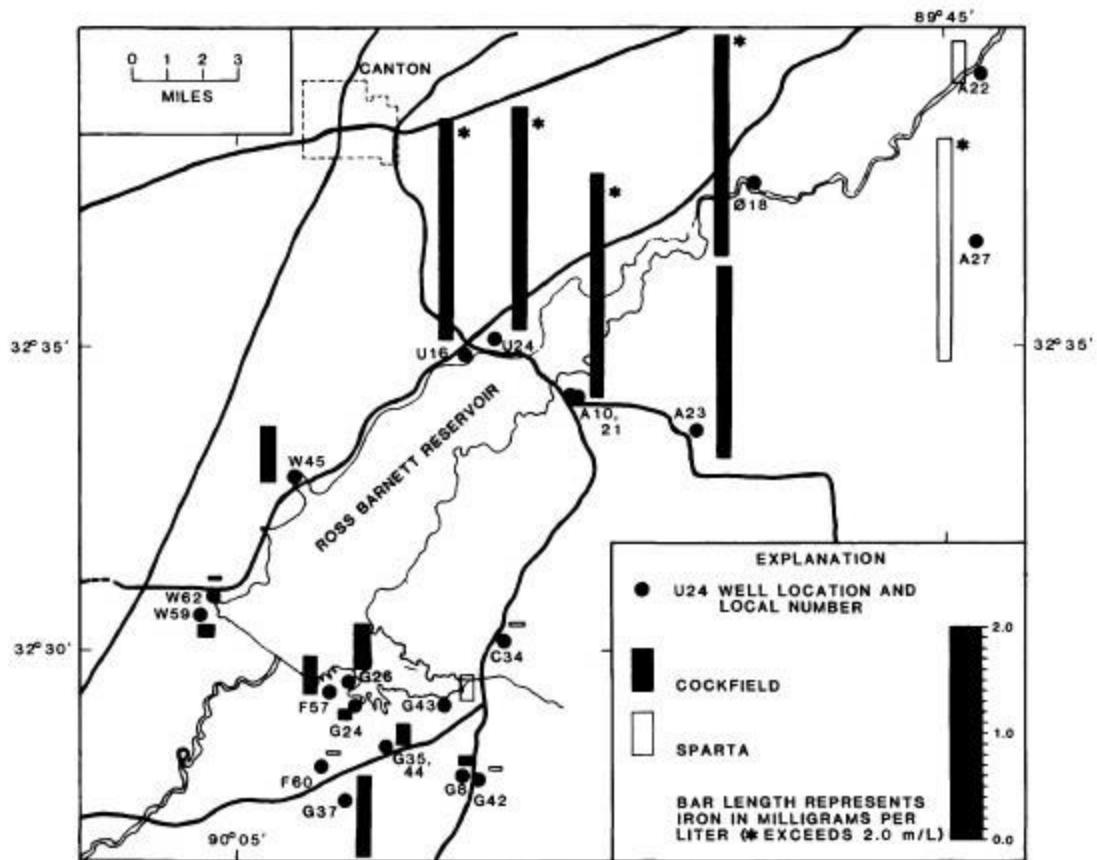 89°45'
0 1 2 3
MILES
CANTON
A22
*
*
*
*
*
Ø18
A27
32°35'
U16
U24
32°35'
A10,
21
A23
W45
ROSS BARNETT RESERVOIR
W62
W59
32°30'
C34
G26
F57
G43
G24
G35,
44
F60
G8
G42
G37
90°05'
EXPLANATION
U24 WELL LOCATION AND
LOCAL NUMBER
COCKFIELD
SPARTA
BAR LENGTH REPRESENTS
IRON IN MILLIGRAMS PER
LITER (* EXCEEDS 2.0 m/L)
2.0
1.0
0.0